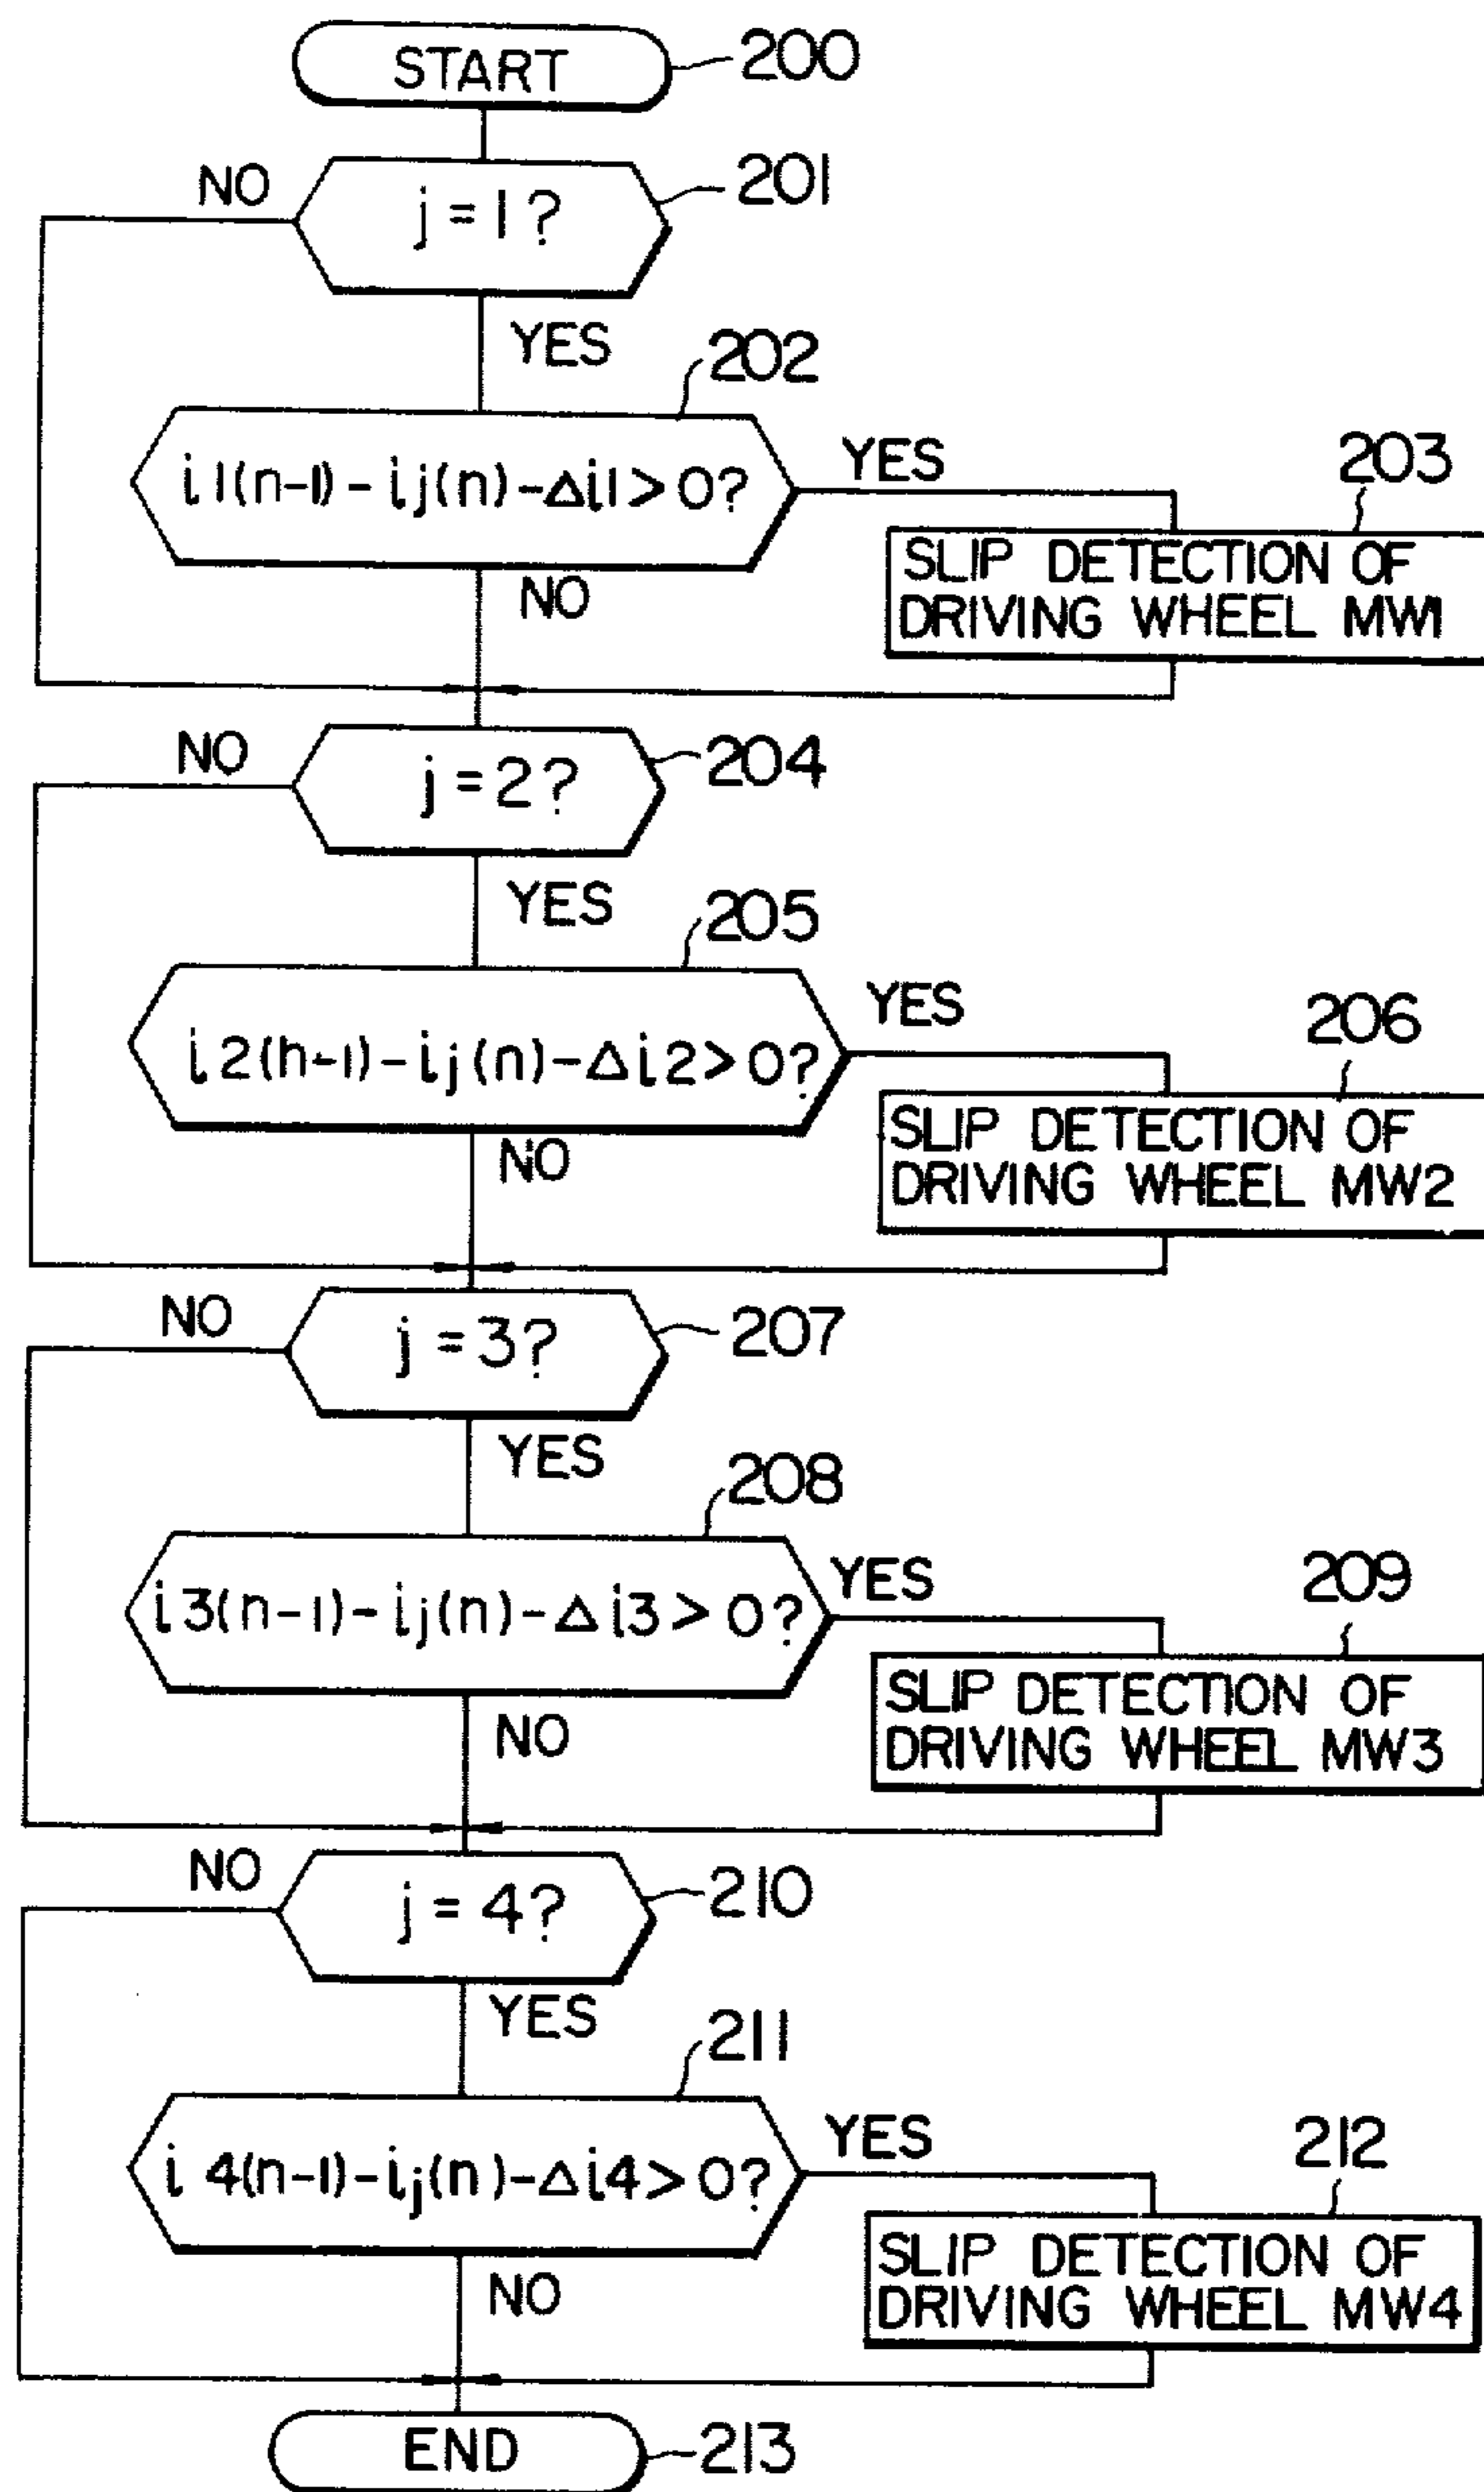 START
200
NO
201
j = 1 ?
YES
202
i1(n-1) - ij(n) - Δi1 > 0?
YES
203
SLIP DETECTION OF
DRIVING WHEEL MW1
NO
NO
204
j = 2 ?
YES
205
i2(h-1) - ij(n) - Δi2 > 0?
YES
206
SLIP DETECTION OF
DRIVING WHEEL MW2
NO
NO
207
j = 3 ?
YES
208
i3(n-1) - ij(n) - Δi3 > 0?
YES
209
SLIP DETECTION OF
DRIVING WHEEL MW3
NO
NO
210
j = 4 ?
YES
211
i4(n-1) - ij(n) - Δi4 > 0?
YES
212
SLIP DETECTION OF
DRIVING WHEEL MW4
NO
END
213